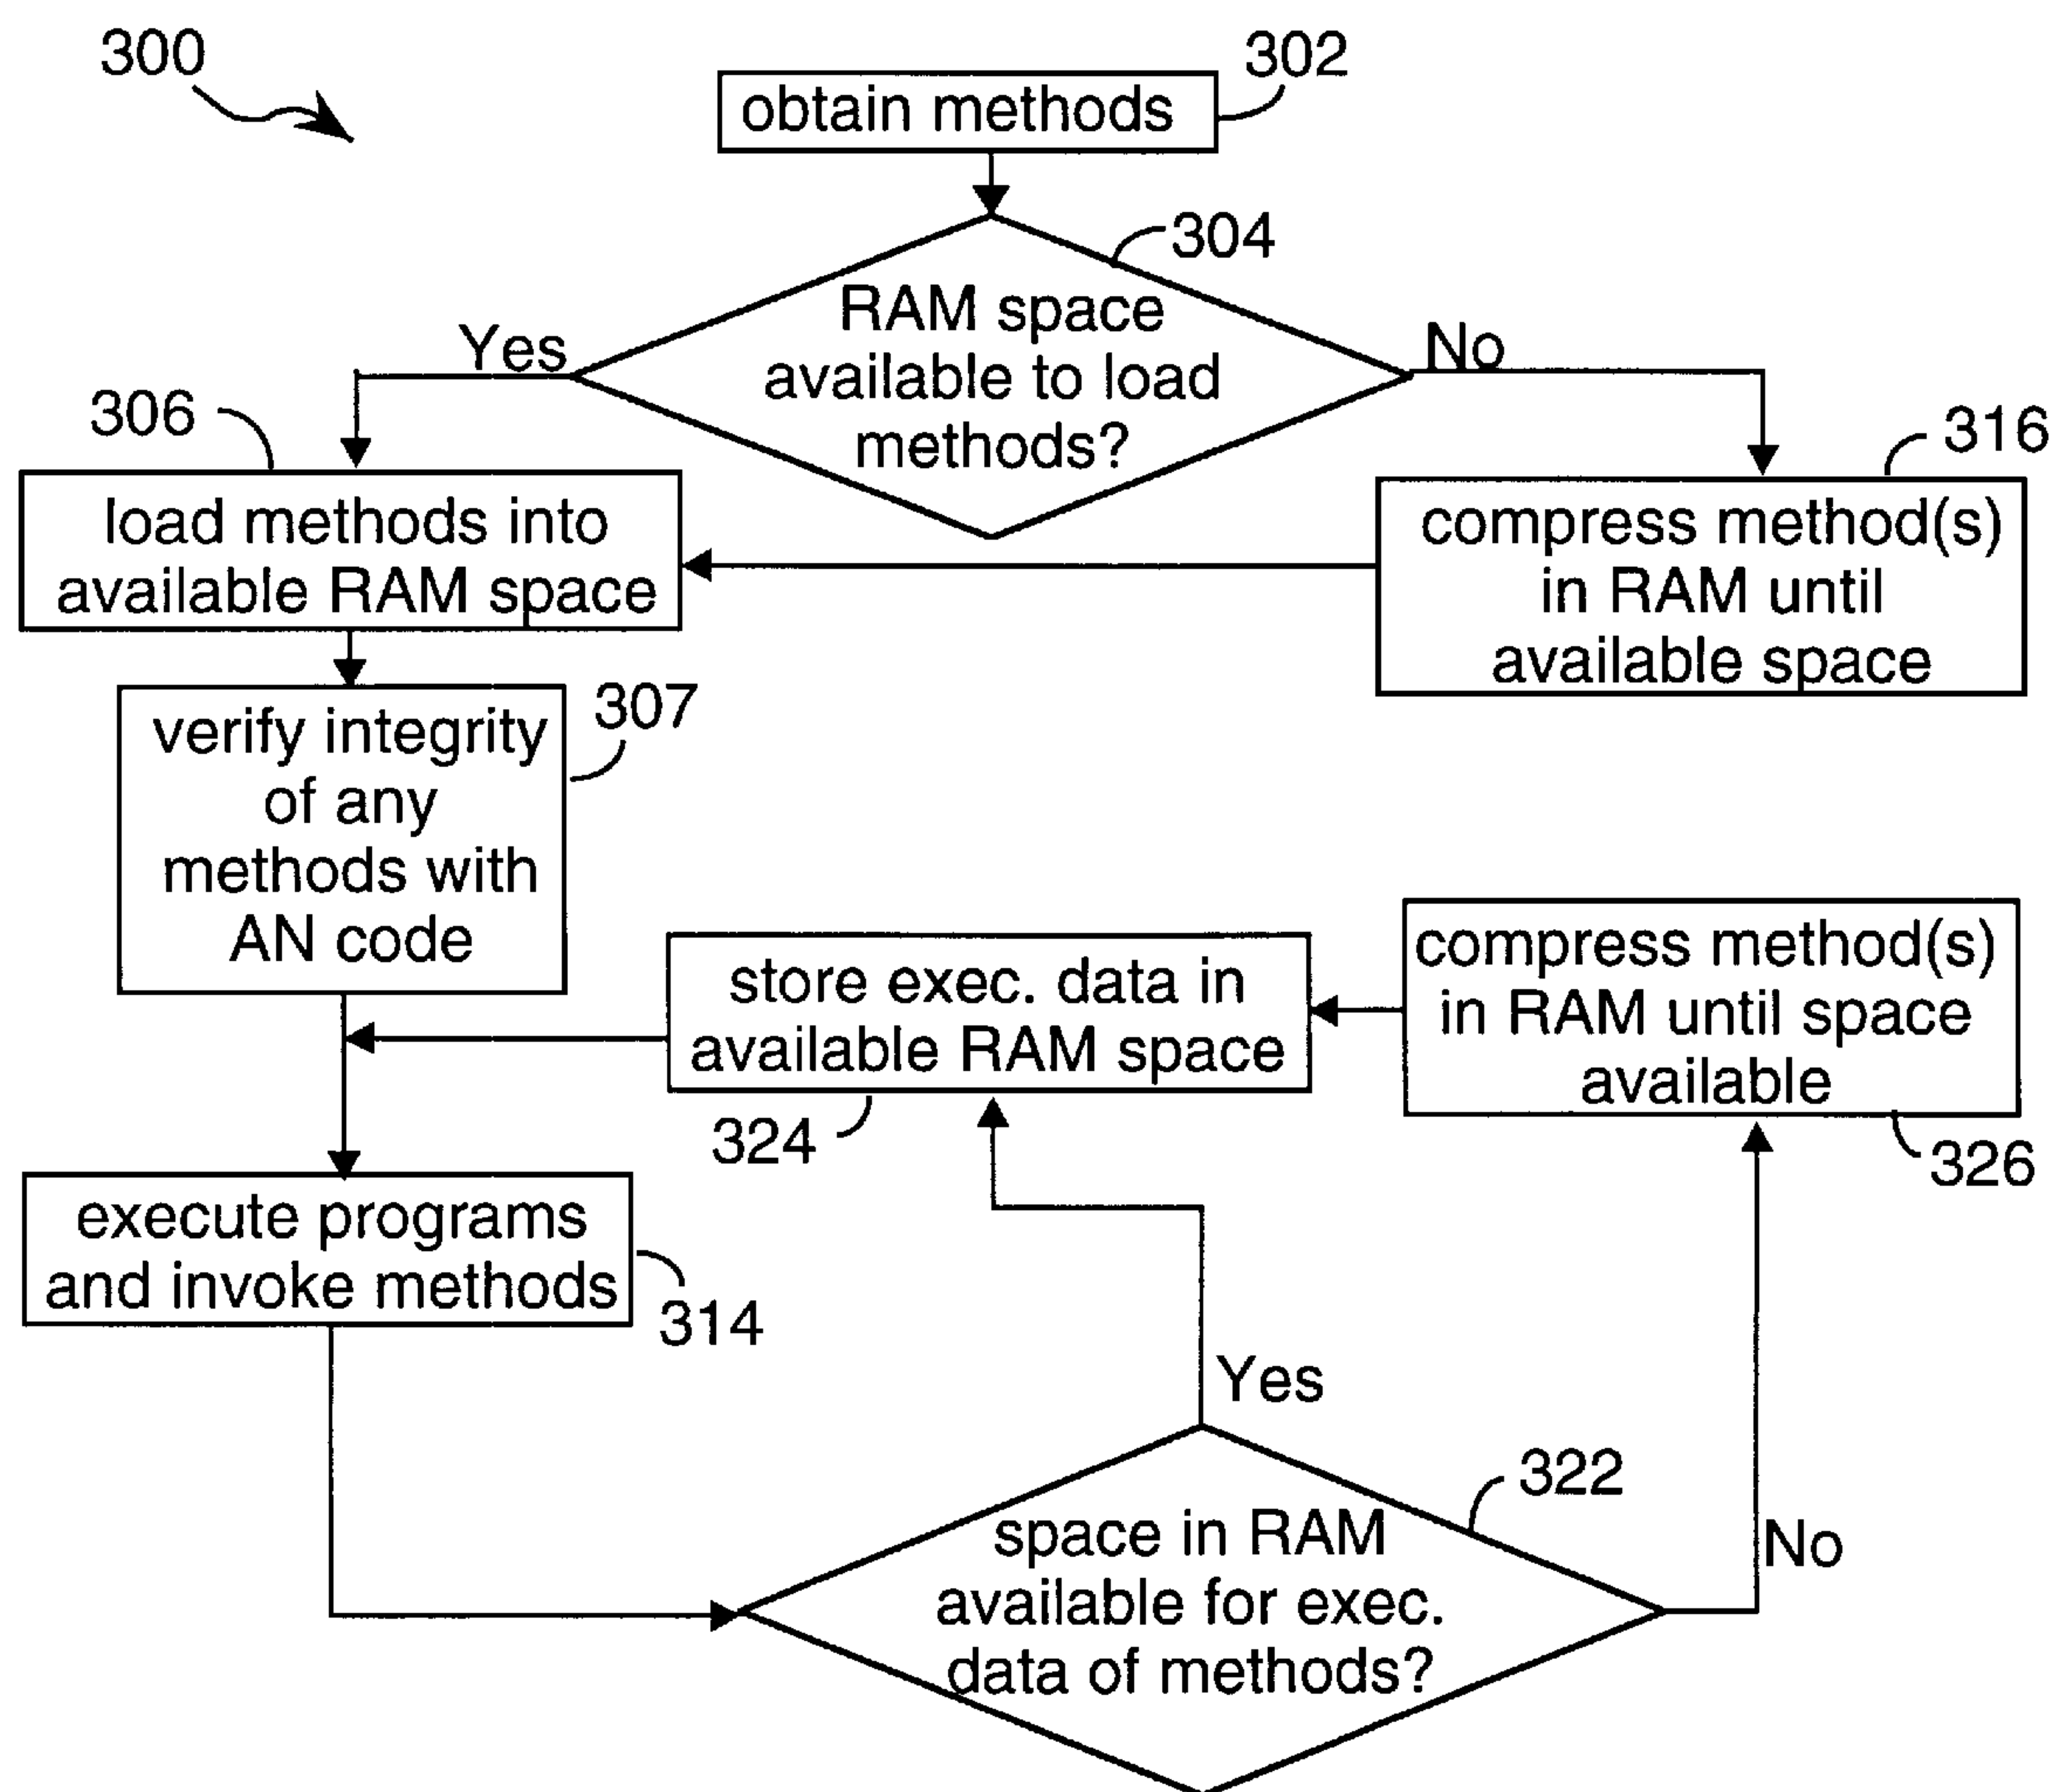 300
302
obtain methods
304
RAM space
available to load
methods?
Yes
No
306
316
load methods into
available RAM space
compress method(s)
in RAM until
available space
307
verify integrity
of any
methods with
AN code
store exec. data in
available RAM space
compress method(s)
in RAM until space
available
324
326
execute programs
and invoke methods
314
Yes
322
space in RAM
available for exec.
data of methods?
No